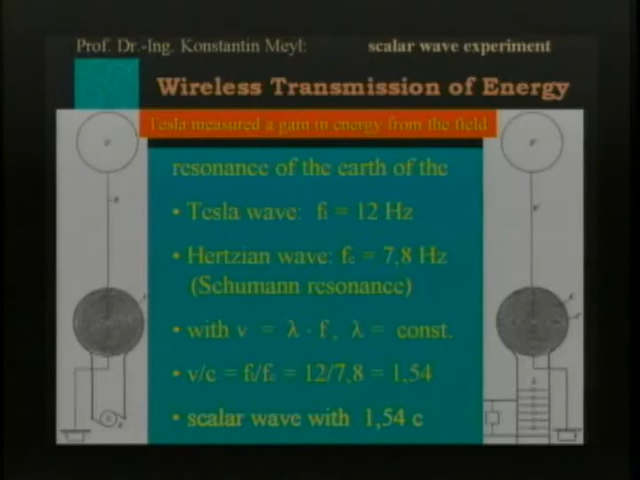 Prof. Dr.-Ing. Konstantin Meyl: scalar wave experiment
Wireless Transmission of Energy
Tesla measured a gain in energy from the field
resonance of the earth of the
• Tesla wave: fₜ = 12 Hz
• Hertzian wave: fₑ = 7,8 Hz
(Schumann resonance)
• with v = λ · f, λ = const.
• v/c = fₜ/fₑ = 12/7,8 = 1,54
• scalar wave with 1,54 c